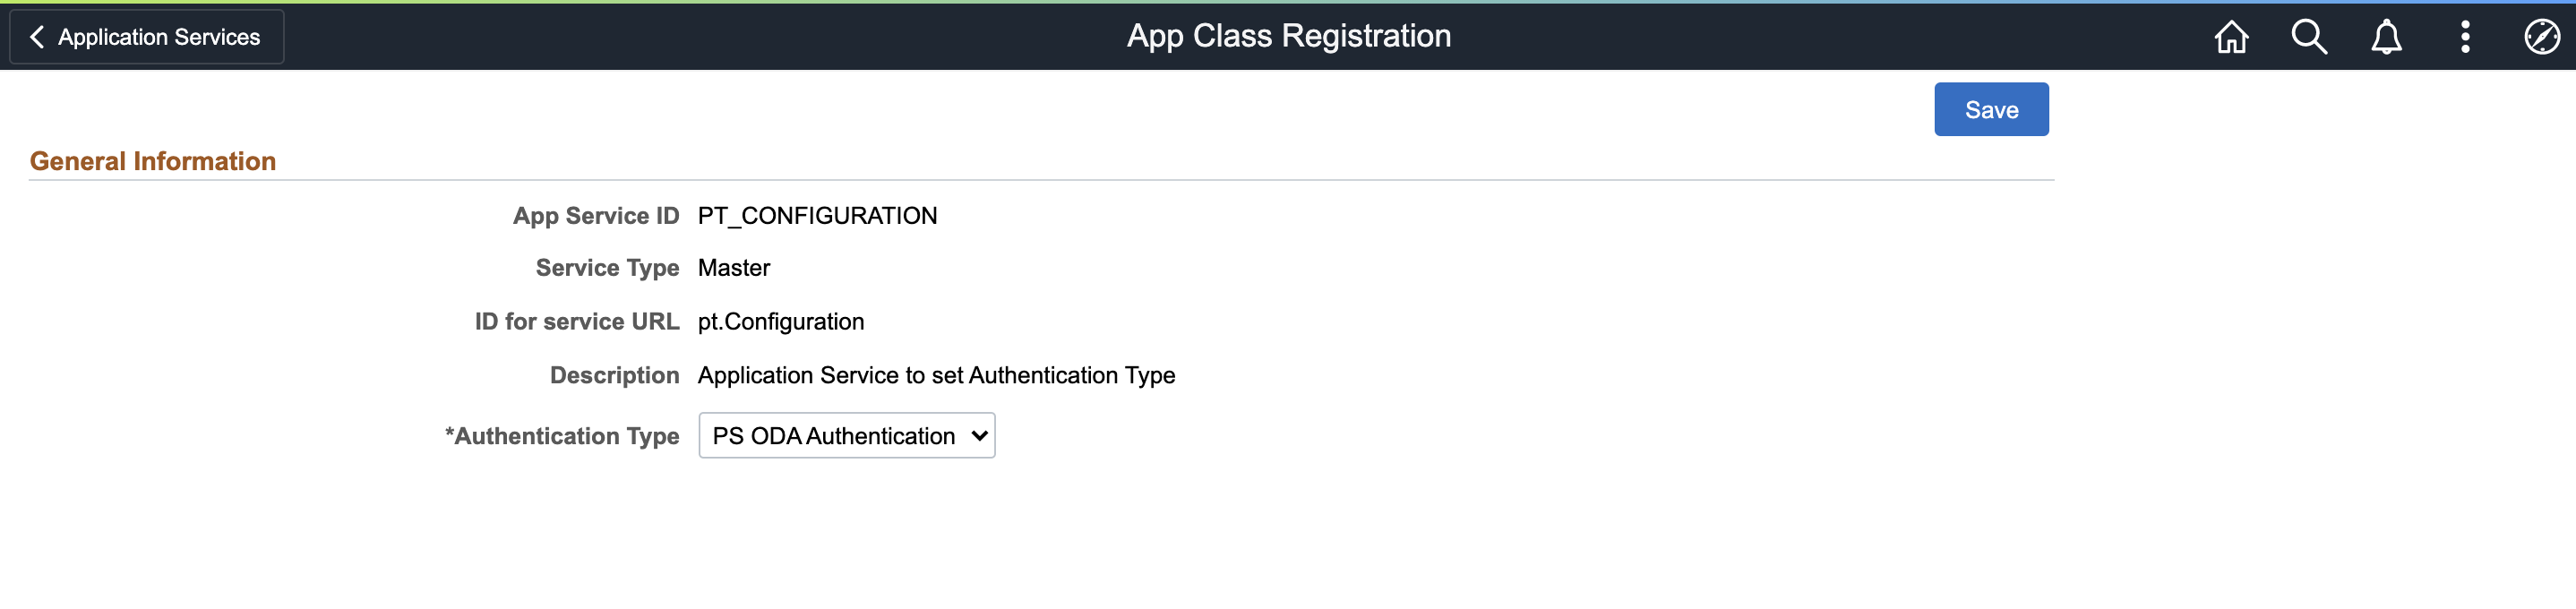 Application Services
App Class Registration
Save
General Information
App Service ID PT_CONFIGURATION
Service Type Master
ID for service URL pt.Configuration
Description Application Service to set Authentication Type
*Authentication Type PS ODA Authentication